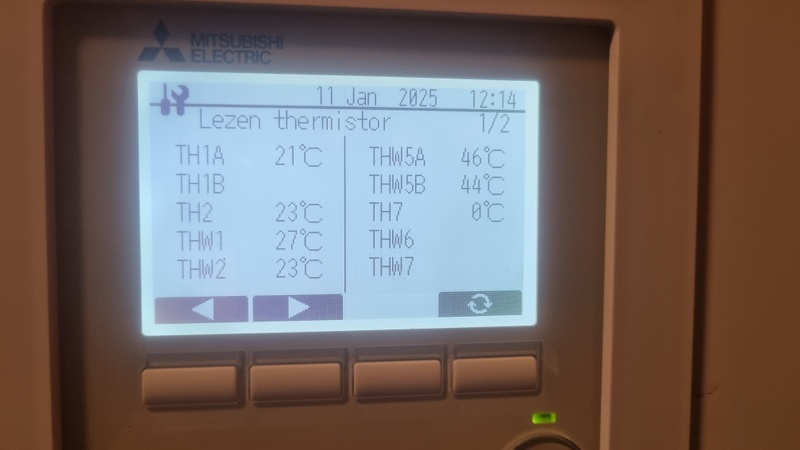 MITSUBISHI
ELECTRIC
11 Jan 2025 12:14
Lezen thermistor 1/2
TH1A 21℃
TH1B
TH2 23℃
THW1 27℃
THW2 23℃
THW5A 46℃
THW5B 44℃
TH7 0℃
THW6
THW7